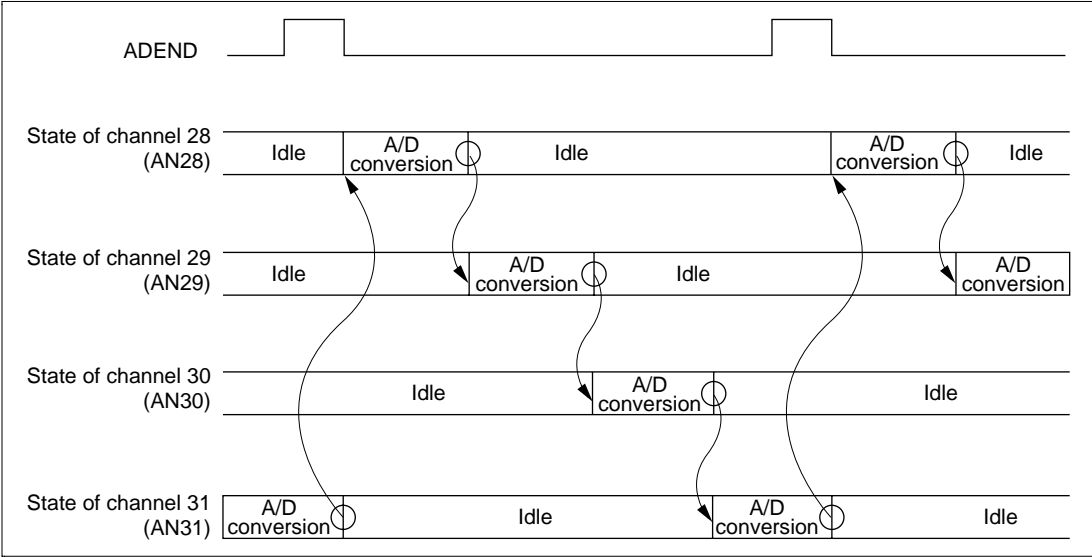 ADEND
State of channel 28
(AN28)
Idle
A/D
conversion
Idle
A/D
conversion
Idle
State of channel 29
(AN29)
Idle
A/D
conversion
Idle
A/D
conversion
State of channel 30
(AN30)
Idle
A/D
conversion
Idle
State of channel 31
(AN31)
A/D
conversion
Idle
A/D
conversion
Idle